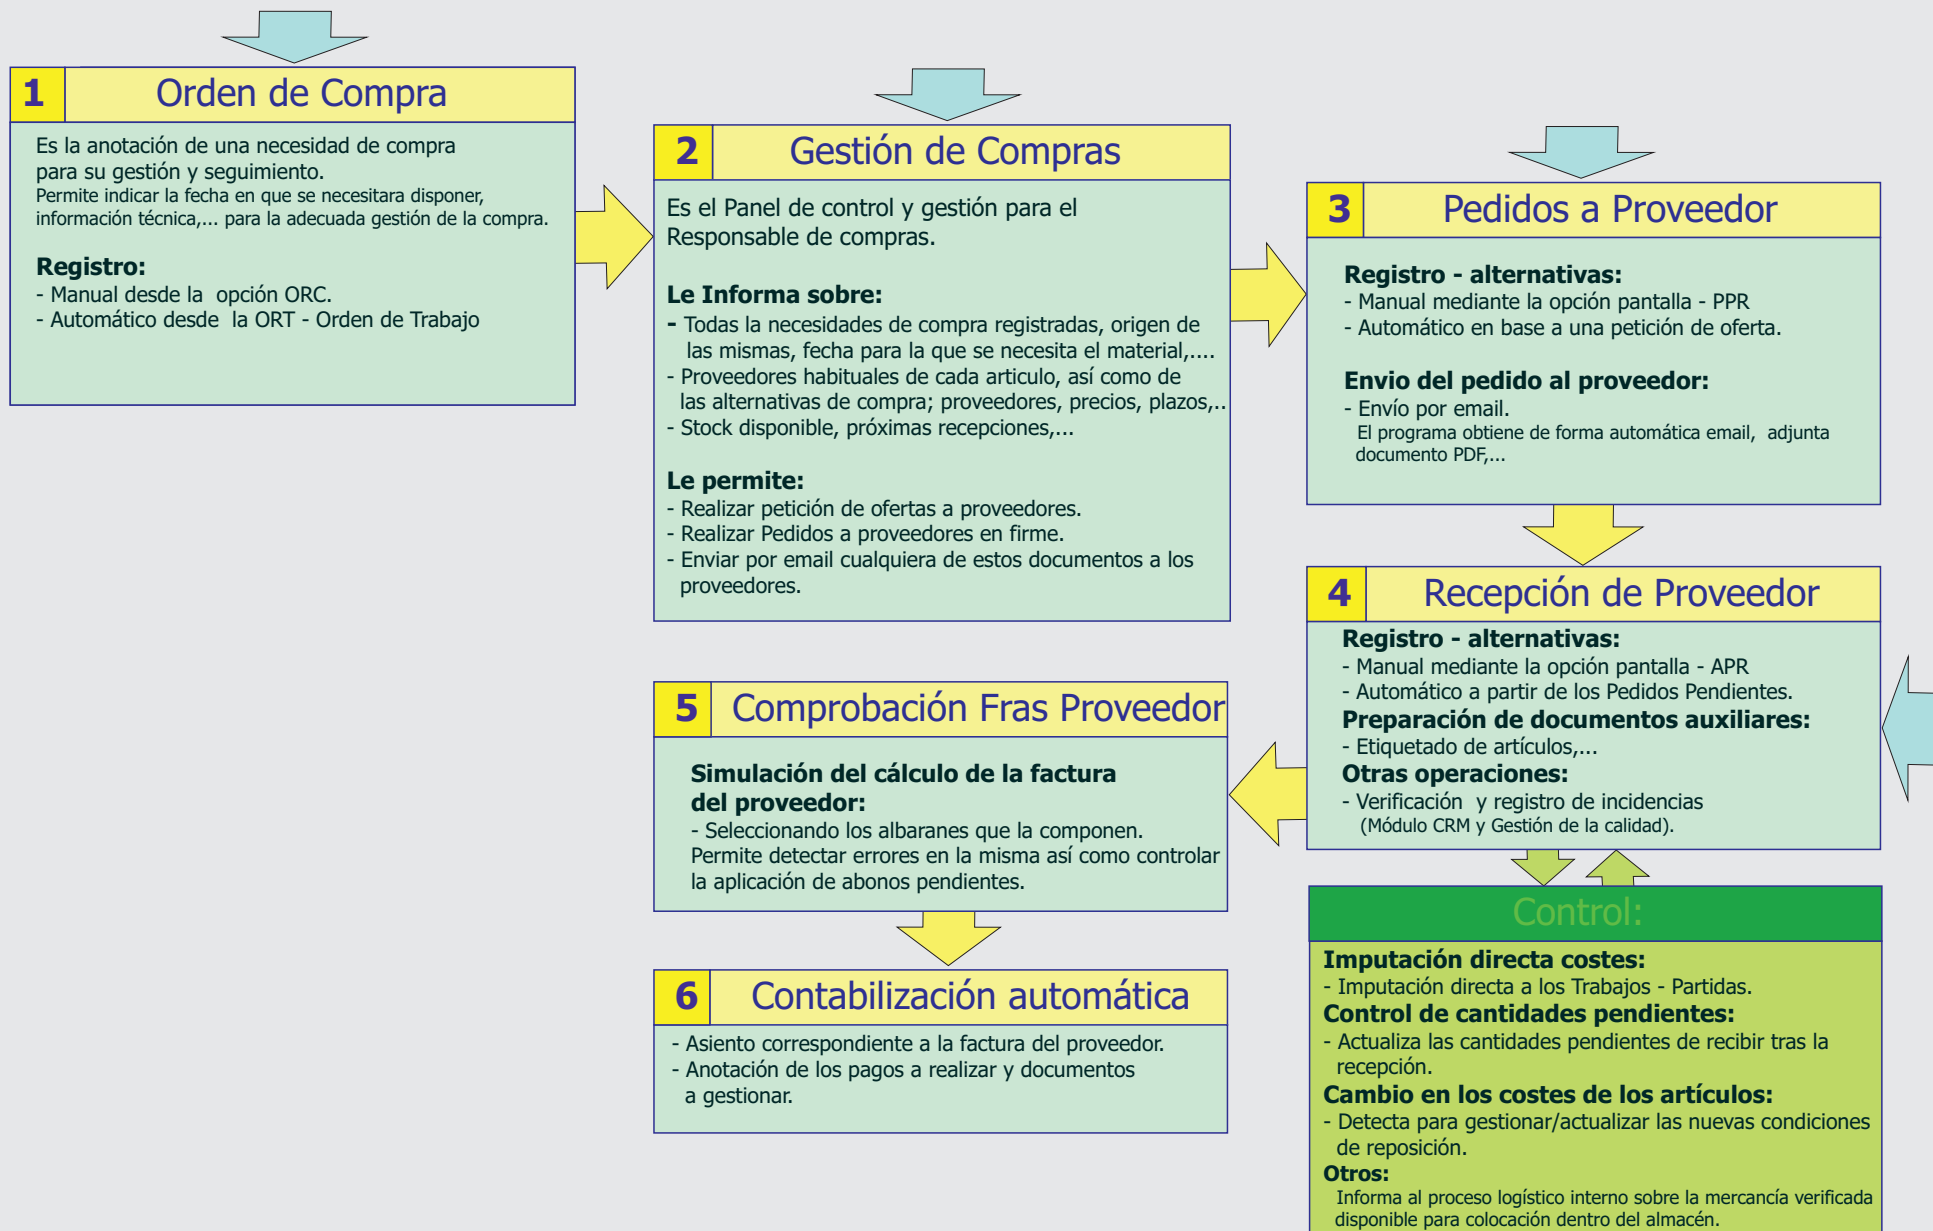 1 Orden de Compra
Es la anotación de una necesidad de compra
para su gestión y seguimiento.
Permite indicar la fecha en que se necesitara disponer,
información técnica,... para la adecuada gestión de la compra.
Registro:
- Manual desde la opción ORC.
- Automático desde la ORT - Orden de Trabajo
2 Gestión de Compras
Es el Panel de control y gestión para el
Responsable de compras.
Le Informa sobre:
- Todas la necesidades de compra registradas, origen de
las mismas, fecha para la que se necesita el material,....
- Proveedores habituales de cada articulo, así como de
las alternativas de compra; proveedores, precios, plazos,..
- Stock disponible, próximas recepciones,...
Le permite:
- Realizar petición de ofertas a proveedores.
- Realizar Pedidos a proveedores en firme.
- Enviar por email cualquiera de estos documentos a los
proveedores.
3 Pedidos a Proveedor
Registro - alternativas:
- Manual mediante la opción pantalla - PPR
- Automático en base a una petición de oferta.
Envio del pedido al proveedor:
- Envío por email.
El programa obtiene de forma automática email, adjunta
documento PDF,...
4 Recepción de Proveedor
Registro - alternativas:
- Manual mediante la opción pantalla - APR
- Automático a partir de los Pedidos Pendientes.
Preparación de documentos auxiliares:
- Etiquetado de artículos,...
Otras operaciones:
- Verificación y registro de incidencias
(Módulo CRM y Gestión de la calidad).
5 Comprobación Fras Proveedor
Simulación del cálculo de la factura
del proveedor:
- Seleccionando los albaranes que la componen.
Permite detectar errores en la misma así como controlar
la aplicación de abonos pendientes.
6 Contabilización automática
- Asiento correspondiente a la factura del proveedor.
- Anotación de los pagos a realizar y documentos
a gestionar.
Control:
Imputación directa costes:
- Imputación directa a los Trabajos - Partidas.
Control de cantidades pendientes:
- Actualiza las cantidades pendientes de recibir tras la
recepción.
Cambio en los costes de los artículos:
- Detecta para gestionar/actualizar las nuevas condiciones
de reposición.
Otros:
Informa al proceso logístico interno sobre la mercancía verificada
disponible para colocación dentro del almacén.